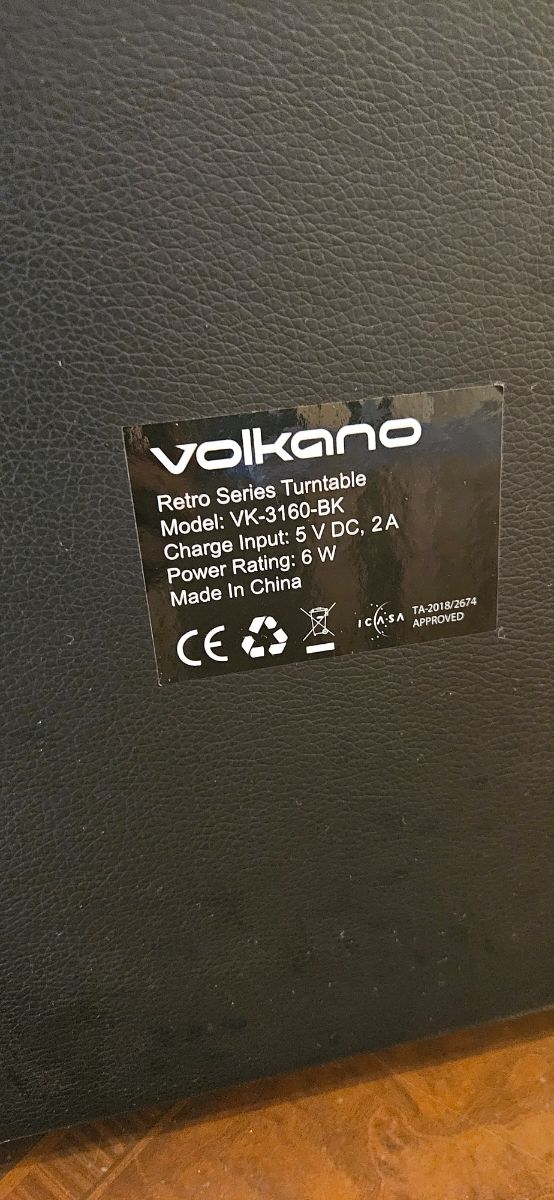 volkano
Retro Series Turntable
Model: VK-3160-BK
Charge Input: 5 V DC, 2 A
Power Rating: 6 W
Made In China
CE
ICASA
TA-2018/2674
APPROVED